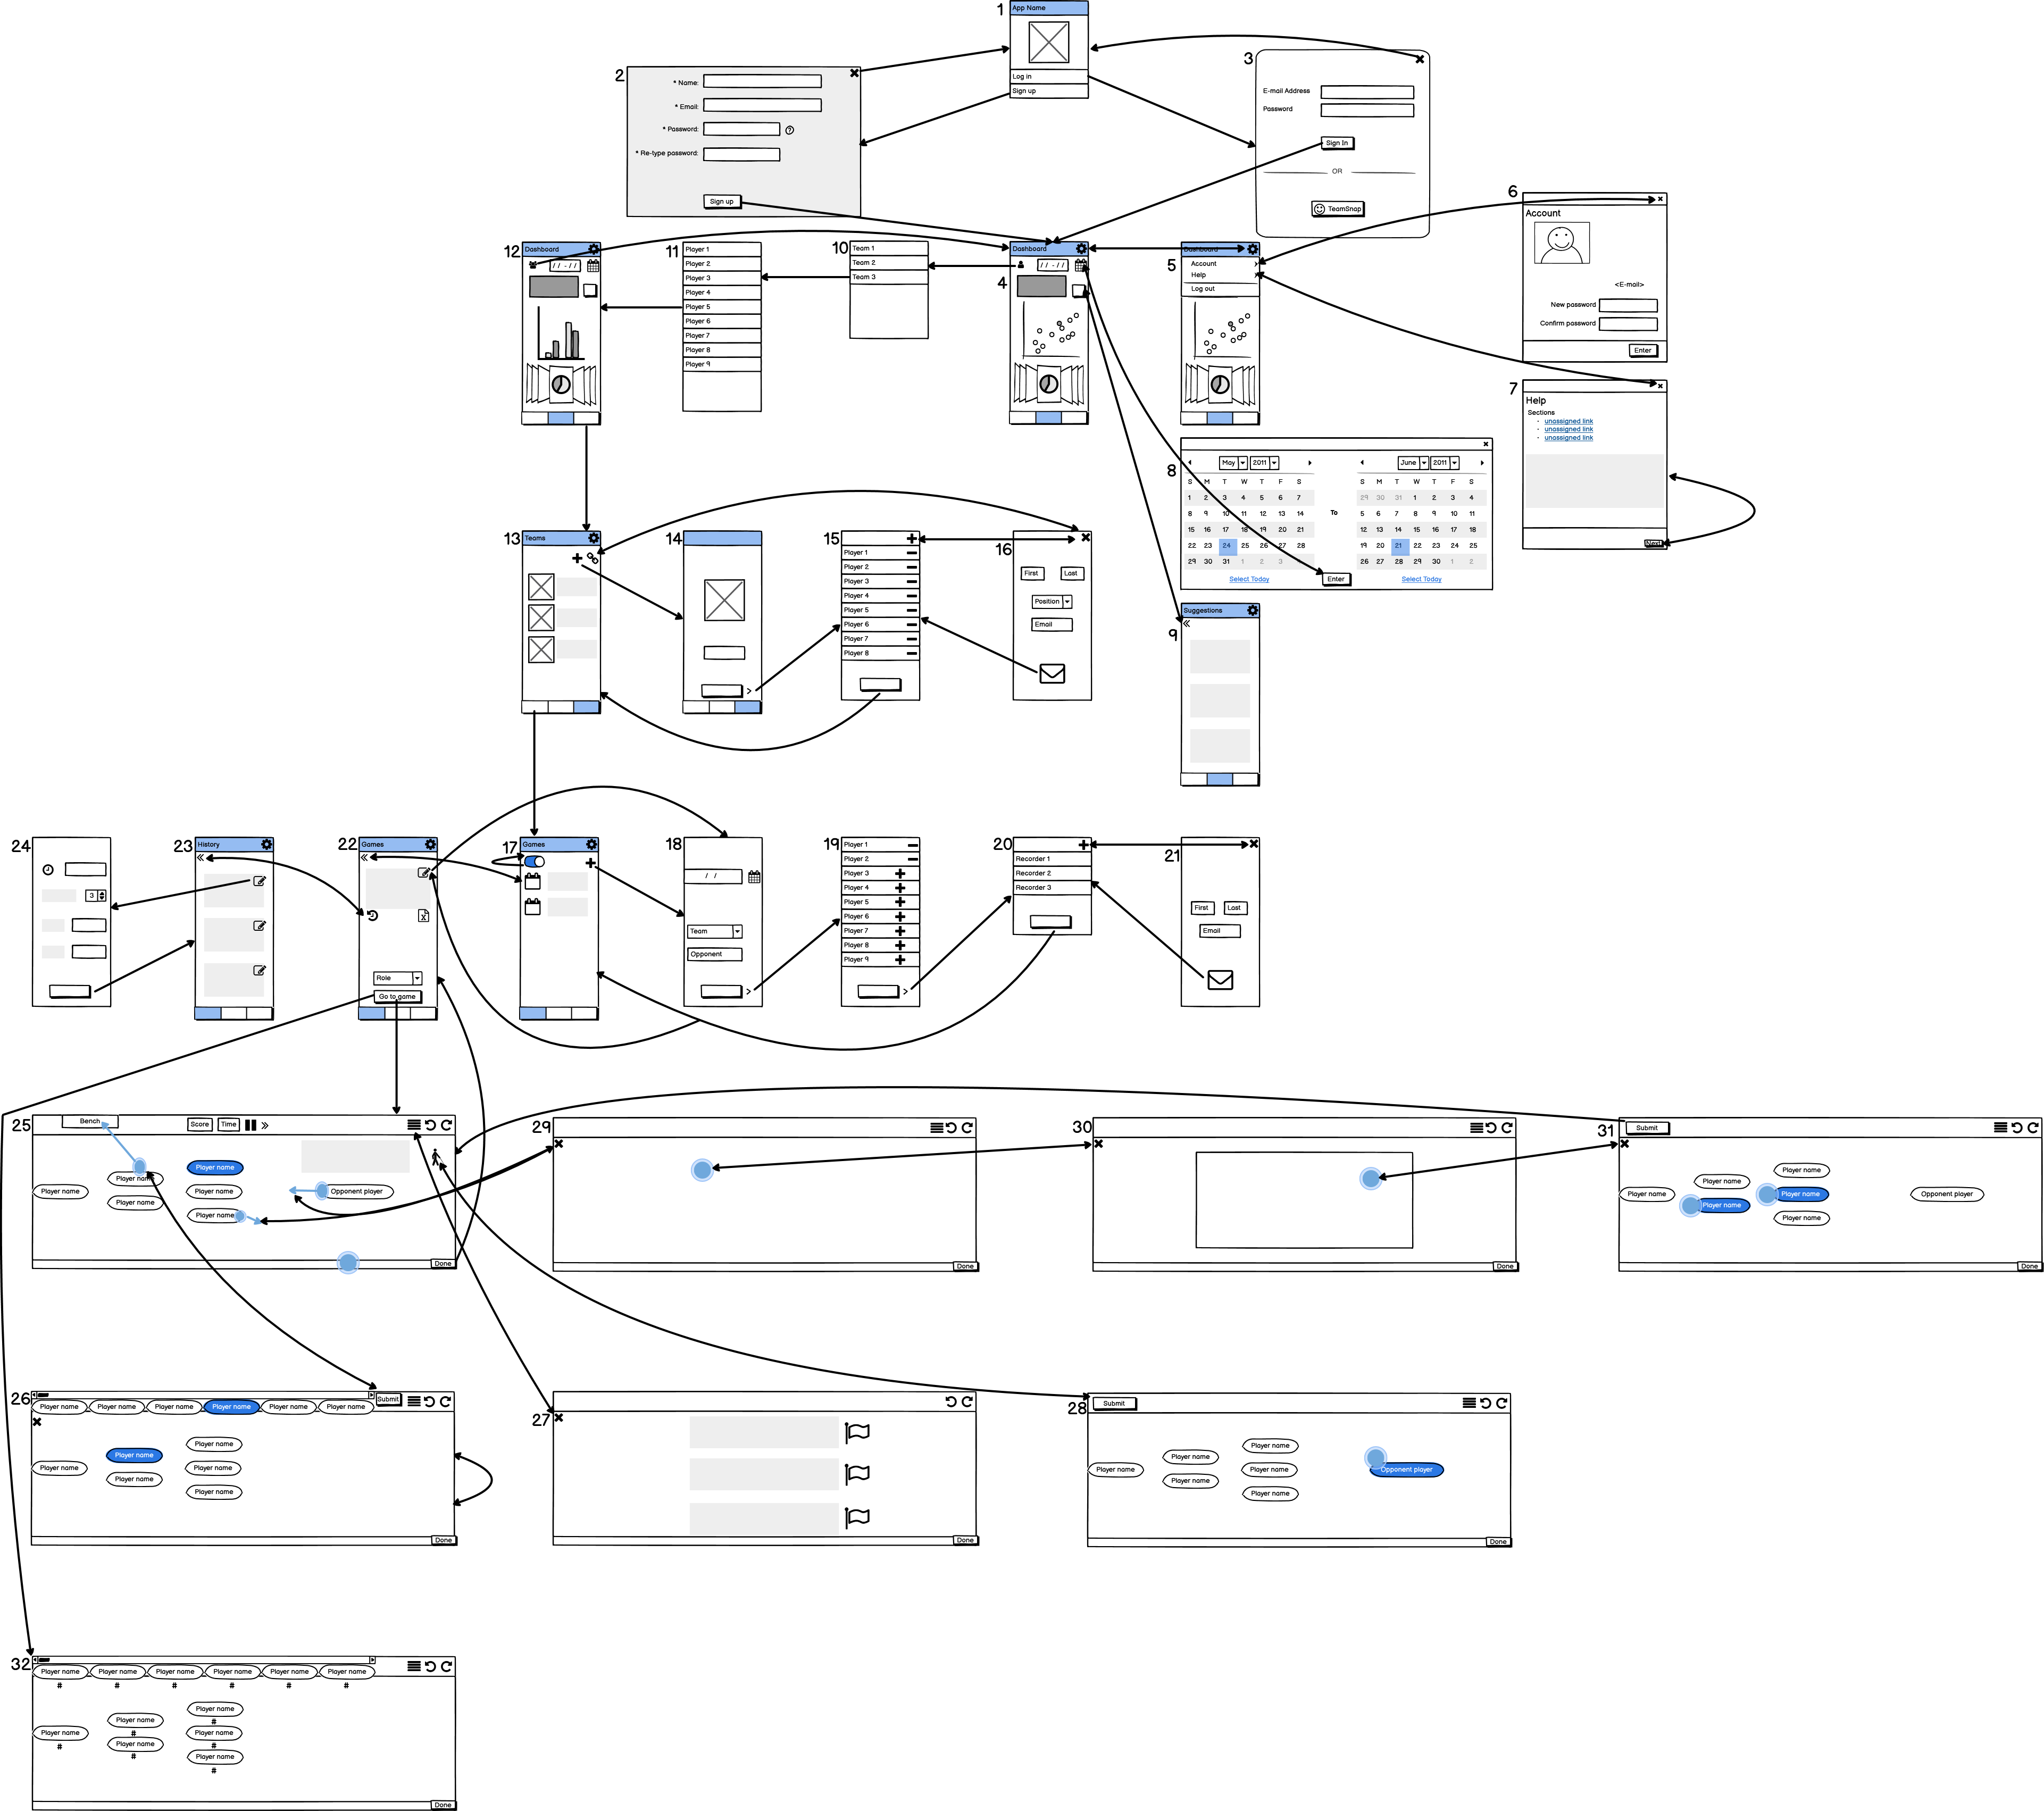 1
App Name
Log in
Sign up
2
* Name:
* Email:
* Password:
?
* Re-type password:
Sign up
3
E-mail Address
Password
Sign In
OR
TeamSnap
12
Dashboard
/ / - / /
11
Player 1
Player 2
Player 3
Player 4
Player 5
Player 6
Player 7
Player 8
Player 9
10
Team 1
Team 2
Team 3
4
Dashboard
/ / - / /
5
Dashboard
Account
Help
Log out
6
Account
<E-mail>
New password
Confirm password
Enter
7
Help
Sections
- unassigned link
- unassigned link
- unassigned link
Next
8
May 2011
S M T W T F S
1 2 3 4 5 6 7
8 9 10 11 12 13 14
15 16 17 18 19 20 21
22 23 24 25 26 27 28
29 30 31 1 2 3
Select Today
To
June 2011
S M T W T F S
29 30 31 1 2 3 4
5 6 7 8 9 10 11
12 13 14 15 16 17 18
19 20 21 22 23 24 25
26 27 28 29 30 1 2
Select Today
Enter
9
Suggestions
13
Teams
14
>
15
Player 1
Player 2
Player 3
Player 4
Player 5
Player 6
Player 7
Player 8
16
First Last
Position
Email
24
3
23
History
22
Games
X
Role
Go to game
17
Games
18
/ /
Team
Opponent
>
19
Player 1
Player 2
Player 3
Player 4
Player 5
Player 6
Player 7
Player 8
Player 9
>
20
Recorder 1
Recorder 2
Recorder 3
21
First Last
Email
25
Bench
Score Time
Player name
Player name
Player name
Player name
Player name
Player name
Opponent player
Done
29
Done
30
Done
31
Submit
Player name
Player name
Player name
Player name
Player name
Player name
Opponent player
Done
26
Submit
Player name Player name Player name Player name Player name Player name
Player name
Player name
Player name
Player name
Player name
Player name
Done
27
Done
28
Submit
Player name
Player name
Player name
Player name
Player name
Player name
Opponent player
Done
32
Player name Player name Player name Player name Player name Player name
# # # # # #
Player name
#
Player name
#
Player name
#
Player name
#
Player name
#
Player name
#
Done